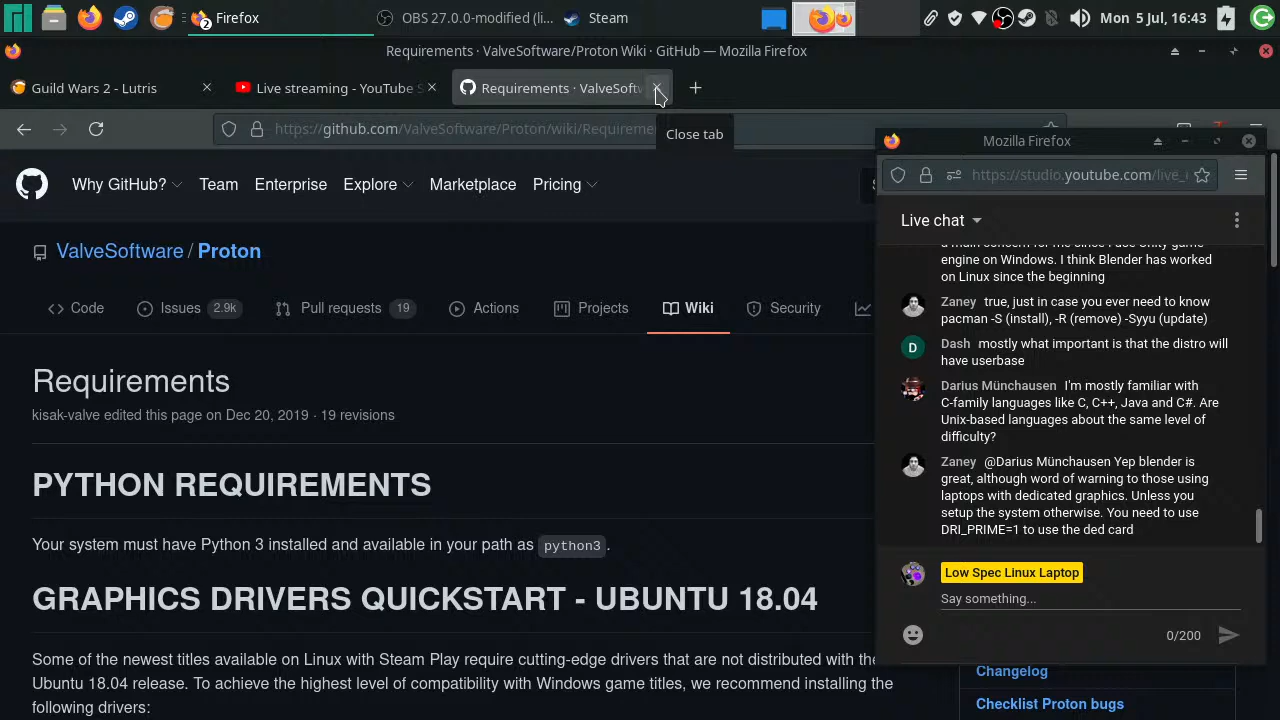 2
Firefox
OBS 27.0.0-modified (li...
Steam
Mon 5 Jul, 16:43
Requirements · ValveSoftware/Proton Wiki · GitHub — Mozilla Firefox
Guild Wars 2 - Lutris
Live streaming - YouTube S
Requirements · ValveSoftw
https://github.com/ValveSoftware/Proton/wiki/Requireme
Close tab
Mozilla Firefox
https://studio.youtube.com/live_
Why GitHub?
Team
Enterprise
Explore
Marketplace
Pricing
Live chat
ValveSoftware / Proton
Code
Issues 2.9k
Pull requests 19
Actions
Projects
Wiki
Security
engine on Windows. I think Blender has worked
on Linux since the beginning
Zaney true, just in case you ever need to know
pacman -S (install), -R (remove) -Syyu (update)
Dash mostly what important is that the distro will
have userbase
Darius Münchausen I'm mostly familiar with
C-family languages like C, C++, Java and C#. Are
Unix-based languages about the same level of
difficulty?
Zaney @Darius Münchausen Yep blender is
great, although word of warning to those using
laptops with dedicated graphics. Unless you
setup the system otherwise. You need to use
DRI_PRIME=1 to use the ded card
Low Spec Linux Laptop
Say something...
0/200
Requirements
kisak-valve edited this page on Dec 20, 2019 · 19 revisions
PYTHON REQUIREMENTS
Your system must have Python 3 installed and available in your path as python3.
GRAPHICS DRIVERS QUICKSTART - UBUNTU 18.04
Some of the newest titles available on Linux with Steam Play require cutting-edge drivers that are not distributed with the
Ubuntu 18.04 release. To achieve the highest level of compatibility with Windows game titles, we recommend installing the
following drivers:
Changelog
Checklist Proton bugs